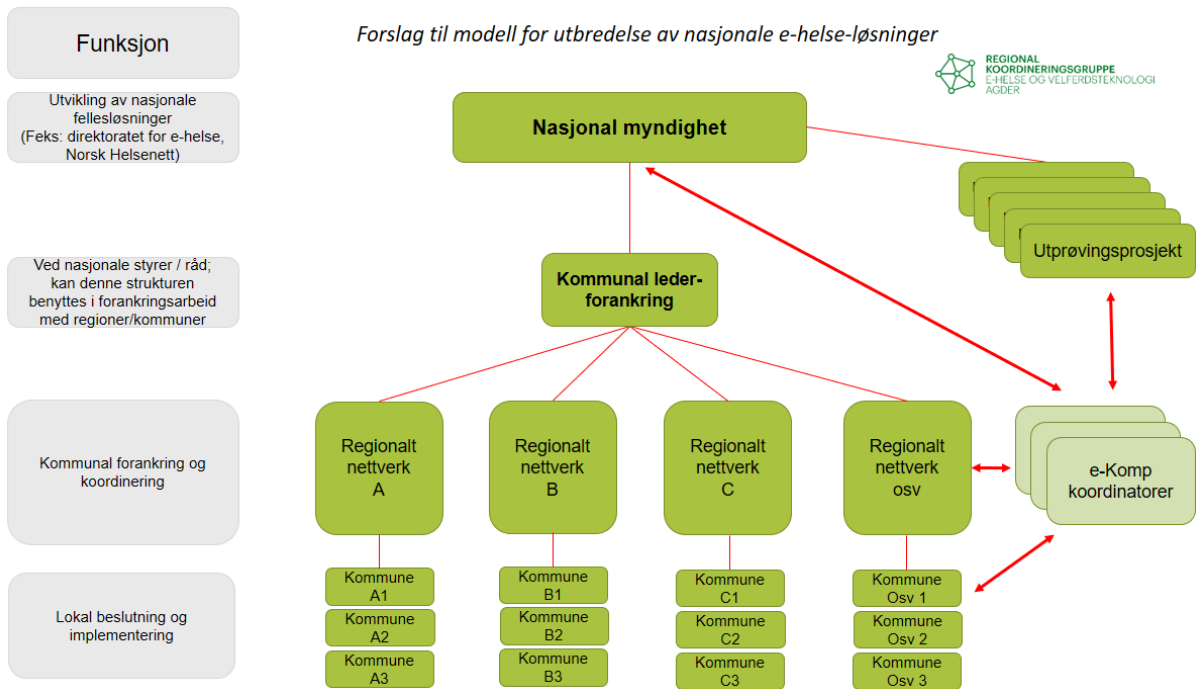 Funksjon
Forslag til modell for utbredelse av nasjonale e-helse-løsninger
REGIONAL
KOORDINERINGSGRUPPE
E-HELSE OG VELFERDSTEKNOLOGI
AGDER
Utvikling av nasjonale
fellesløsninger
(Feks: direktoratet for e-helse,
Norsk Helsenett)
Nasjonal myndighet
Utprøvingsprosjekt
Ved nasjonale styrer / råd;
kan denne strukturen
benyttes i forankringsarbeid
med regioner/kommuner
Kommunal leder-
forankring
Kommunal forankring og
koordinering
Regionalt
nettverk
A
Regionalt
nettverk
B
Regionalt
nettverk
C
Regionalt
nettverk
osv
e-Komp
koordinatorer
Lokal beslutning og
implementering
Kommune
A1
Kommune
A2
Kommune
A3
Kommune
B1
Kommune
B2
Kommune
B3
Kommune
C1
Kommune
C2
Kommune
C3
Kommune
Osv 1
Kommune
Osv 2
Kommune
Osv 3